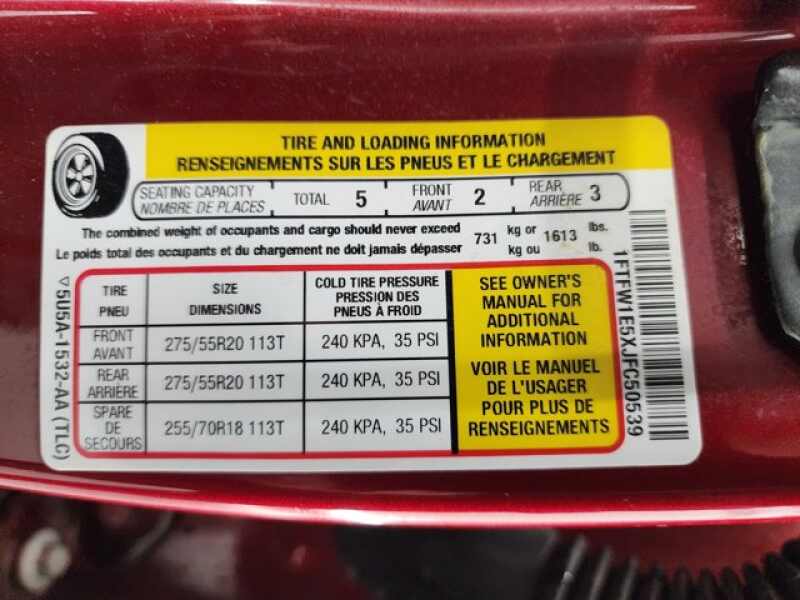 TIRE AND LOADING INFORMATION
RENSEIGNEMENTS SUR LES PNEUS ET LE CHARGEMENT
SEATING CAPACITY TOTAL 5 FRONT 2 REAR 3
NOMBRE DE PLACES AVANT ARRIÈRE
The combined weight of occupants and cargo should never exceed 731 kg or 1613 lbs.
Le poids total des occupants et du chargement ne doit jamais dépasser kg ou lb.
TIRE SIZE COLD TIRE PRESSURE
PNEU DIMENSIONS PRESSION DES
PNEUS À FROID
FRONT
AVANT 275/55R20 113T 240 KPA, 35 PSI
REAR
ARRIÈRE 275/55R20 113T 240 KPA, 35 PSI
SPARE
DE
SECOURS 255/70R18 113T 240 KPA, 35 PSI
SEE OWNER'S
MANUAL FOR
ADDITIONAL
INFORMATION
VOIR LE MANUEL
DE L'USAGER
POUR PLUS DE
RENSEIGNEMENTS
5U5A-1532-AA (TLC)
1FTFW1E5XJFC50539